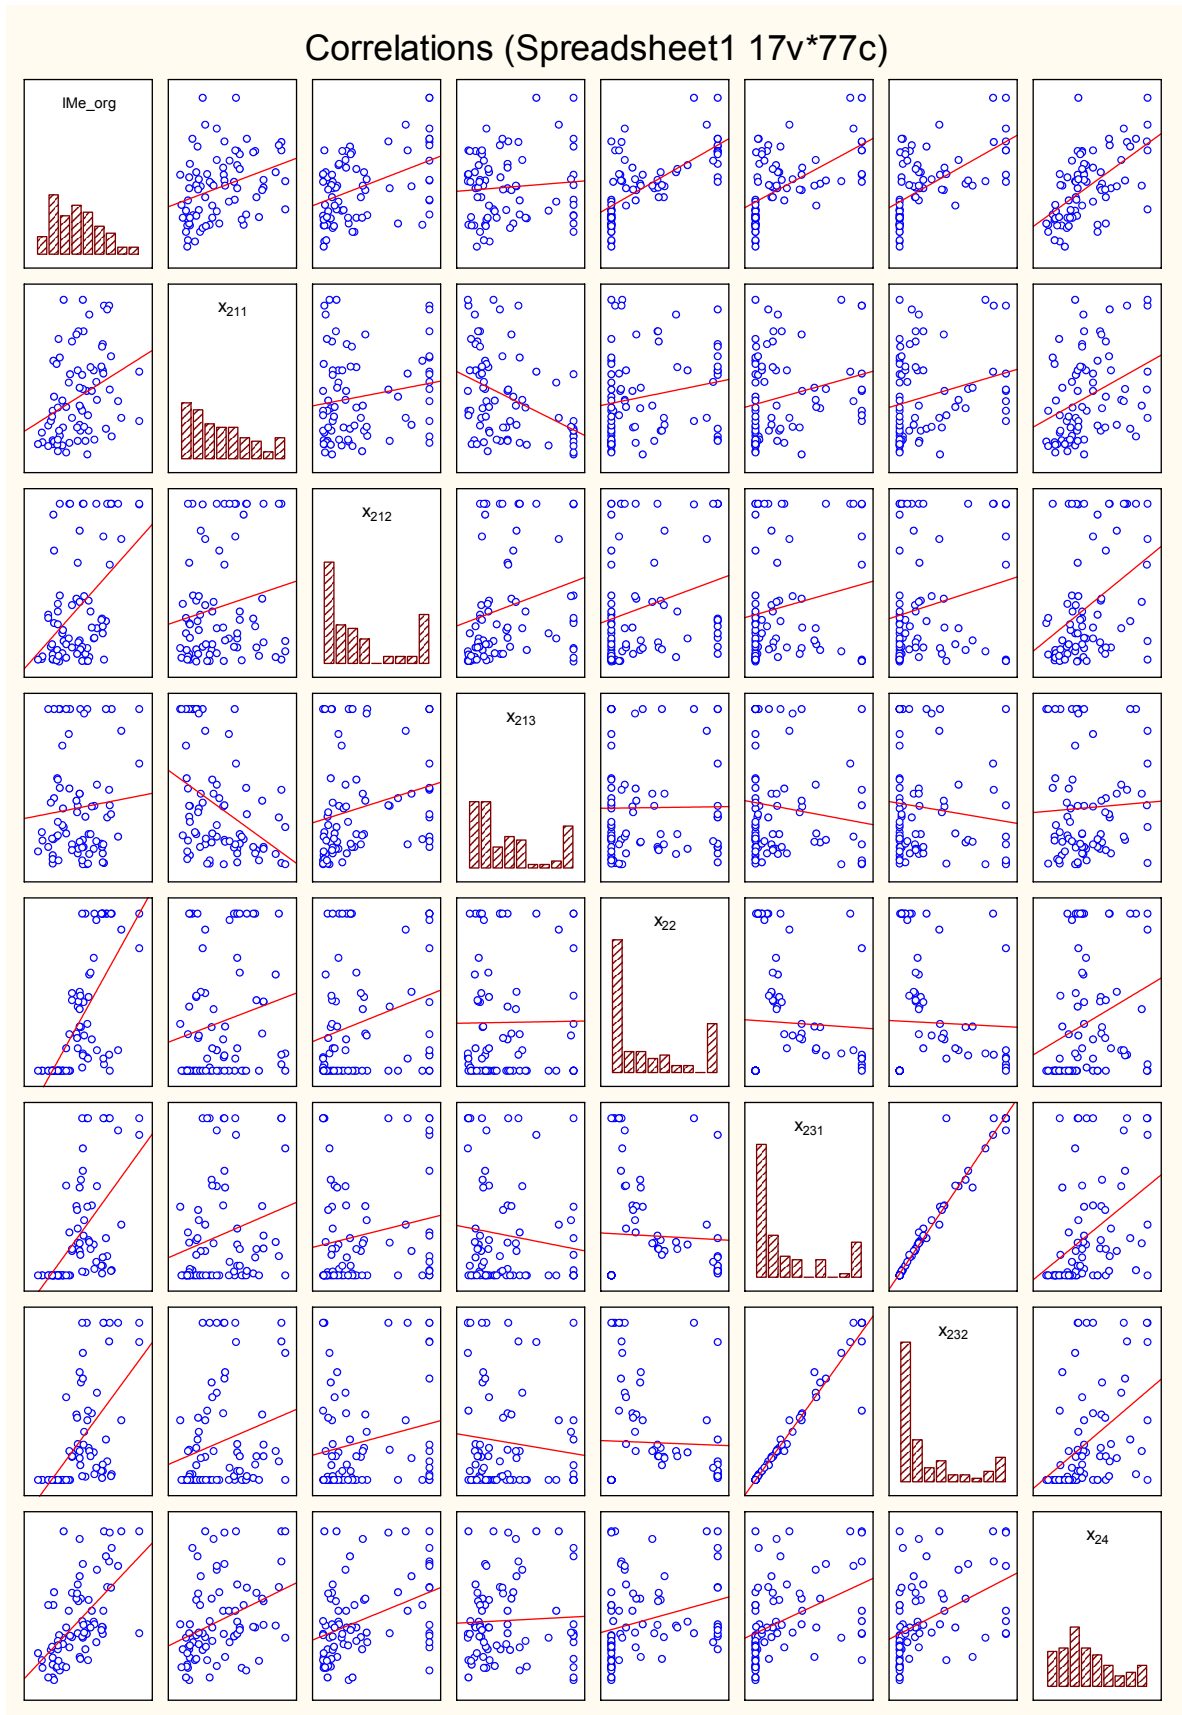 Correlations (Spreadsheet1 17v*77c)
IMe_org
x211
x212
x213
x22
x231
x232
x24